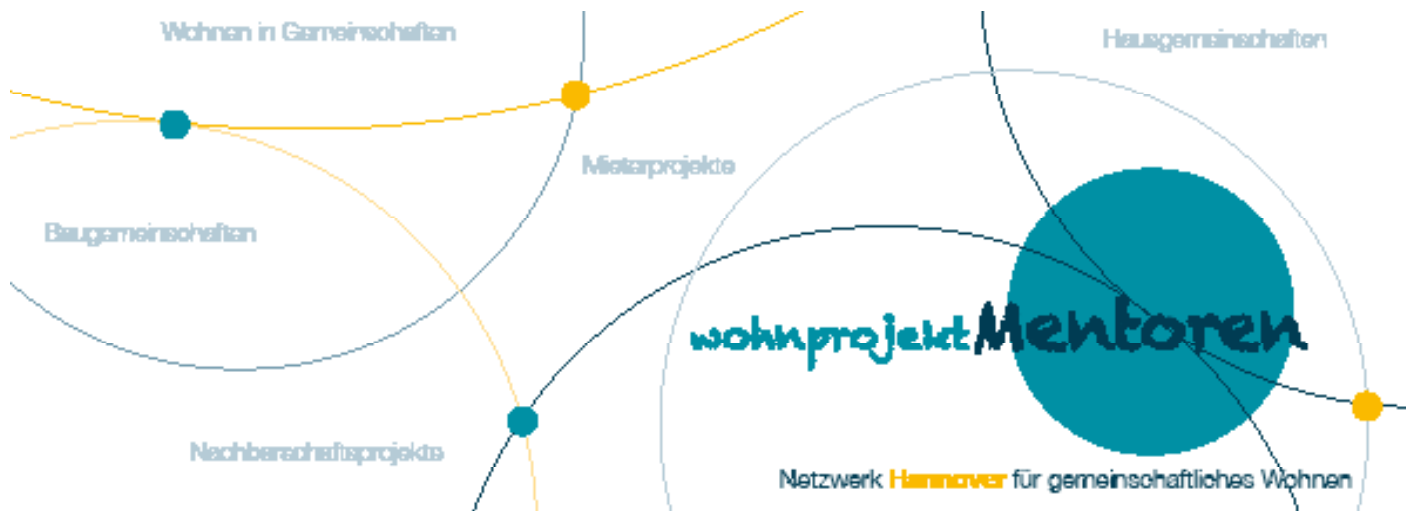 Wohnen in Gemeinschaften
Hausgemeinschaften
Mieterprojekte
Baugemeinschaften
wohnprojektMentoren
Nachbarschaftsprojekte
Netzwerk Hannover für gemeinschaftliches Wohnen